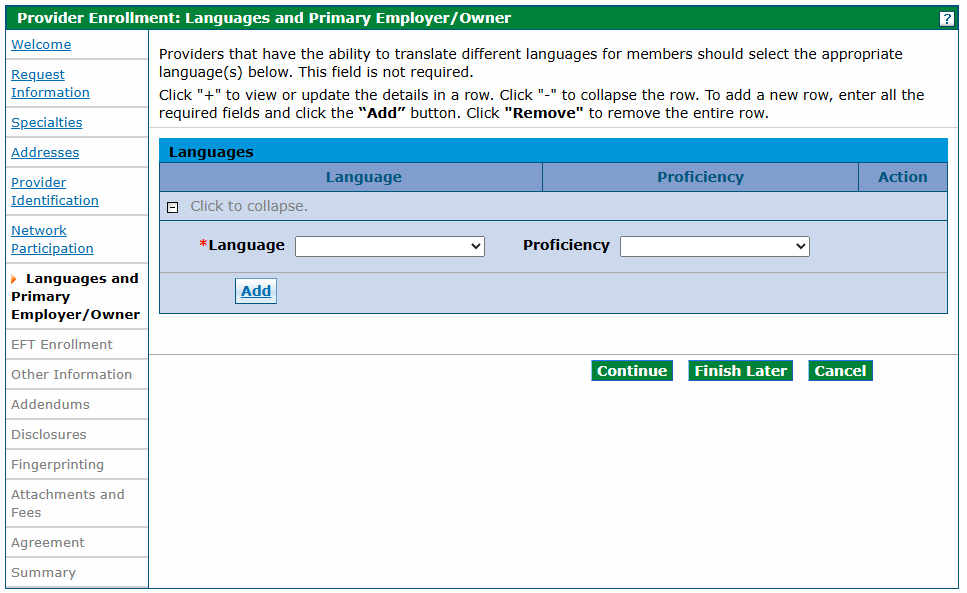 Provider Enrollment: Languages and Primary Employer/Owner
?
Welcome
Request
Information
Specialties
Addresses
Provider
Identification
Network
Participation
Languages and
Primary
Employer/Owner
EFT Enrollment
Other Information
Addendums
Disclosures
Fingerprinting
Attachments and
Fees
Agreement
Summary
Providers that have the ability to translate different languages for members should select the appropriate
language(s) below. This field is not required.
Click "+" to view or update the details in a row. Click "-" to collapse the row. To add a new row, enter all the
required fields and click the “Add” button. Click "Remove" to remove the entire row.
Languages
Language Proficiency Action
Click to collapse.
*Language Proficiency
Add
Continue Finish Later Cancel